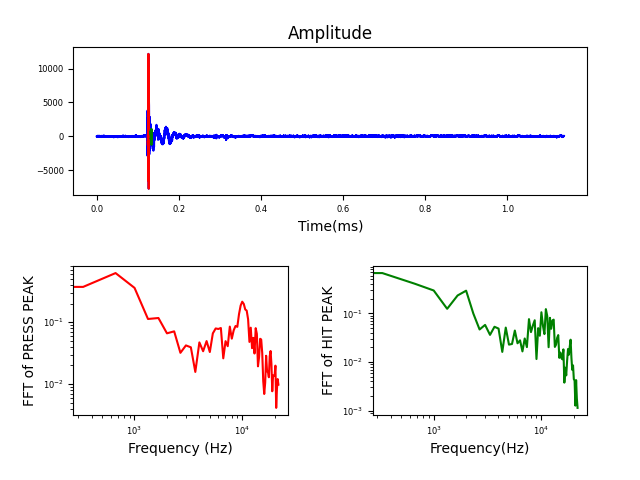 Amplitude
10000
5000
0
−5000
0.0 0.2 0.4 0.6 0.8 1.0
Time(ms)
FFT of PRESS PEAK
10⁻¹
10⁻²
10³ 10⁴
Frequency (Hz)
FFT of HIT PEAK
10⁻¹
10⁻²
10⁻³
10³ 10⁴
Frequency(Hz)